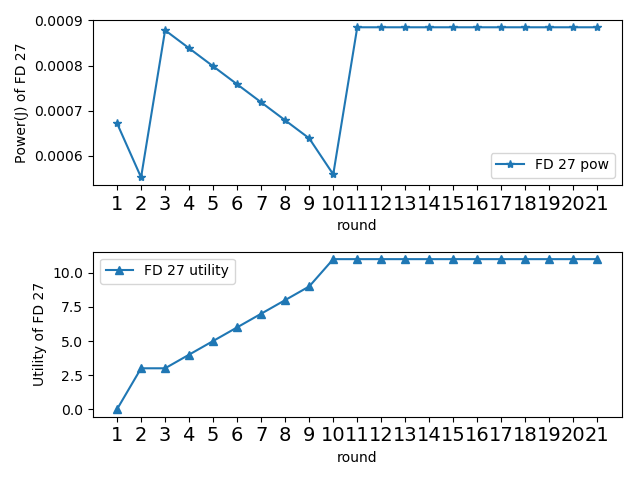 Power(J) of FD 27
0.0009
0.0008
0.0007
0.0006
FD 27 pow
1 2 3 4 5 6 7 8 9 10 11 12 13 14 15 16 17 18 19 20 21
round
Utility of FD 27
10.0
7.5
5.0
2.5
0.0
FD 27 utility
1 2 3 4 5 6 7 8 9 10 11 12 13 14 15 16 17 18 19 20 21
round